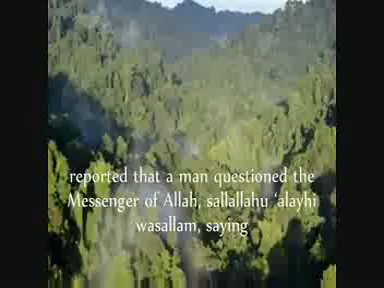 reported that a man questioned the
Messenger of Allah, sallallahu ‘alayhi
wasallam, saying